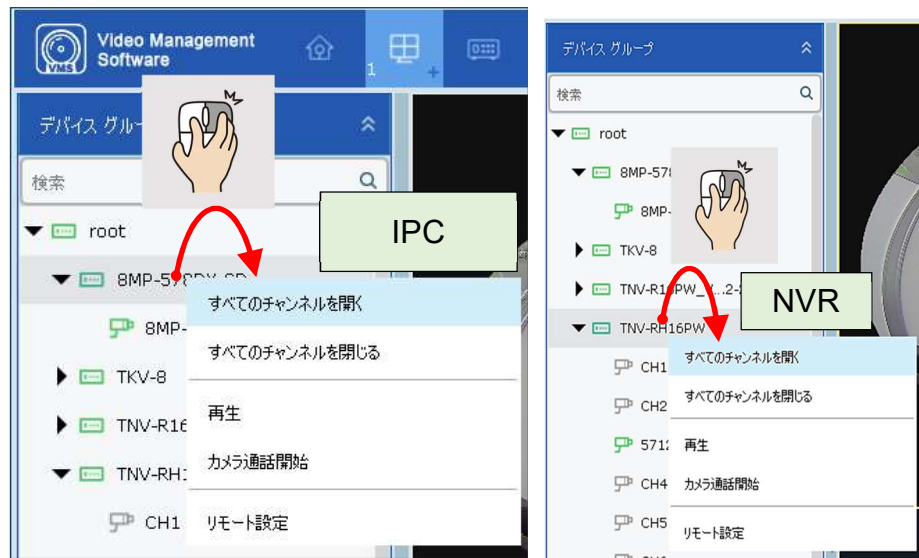 Video Management
Software
VMS
1
デバイス グルー
検索
IPC
root
8MP-578
すべてのチャンネルを開く
8MP-
すべてのチャンネルを閉じる
TKV-8
再生
TNV-R16
カメラ通話開始
TNV-RH1
CH1
リモート設定
デバイス グループ
検索
root
8MP-578
8MP-
TKV-8
TNV-R16PW_
...2-
NVR
TNV-RH16PW
すべてのチャンネルを開く
CH1
すべてのチャンネルを閉じる
CH2
再生
5712
カメラ通話開始
CH4
CH5
リモート設定